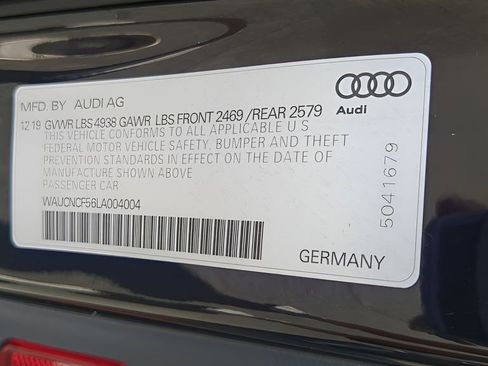 MFD. BY AUDI AG
12 19 GVWR LBS 4938 GAWR LBS FRONT 2469 /REAR 2579
THIS VEHICLE CONFORMS TO ALL APPLICABLE U S
FEDERAL MOTOR VEHICLE SAFETY, BUMPER AND THEFT
PREVENTION STANDARDS IN EFFECT ON THE DATE OF
MANUFACTURE SHOWN ABOVE
PASSENGER CAR
WAUCNCF56LA004004
GERMANY
Audi
5041679